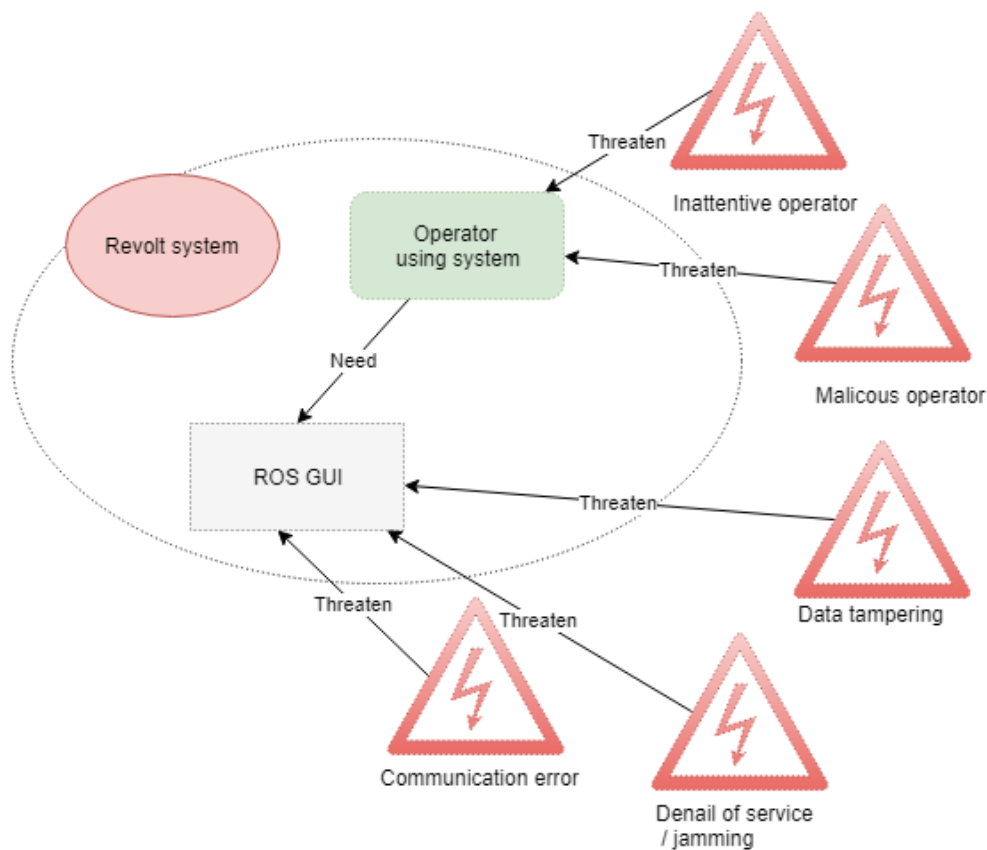 Threaten
Inattentive operator
Revolt system
Operator
using system
Threaten
Malicous operator
Need
ROS GUI
Threaten
Data tampering
Threaten
Threaten
Communication error
Denail of service
/ jamming